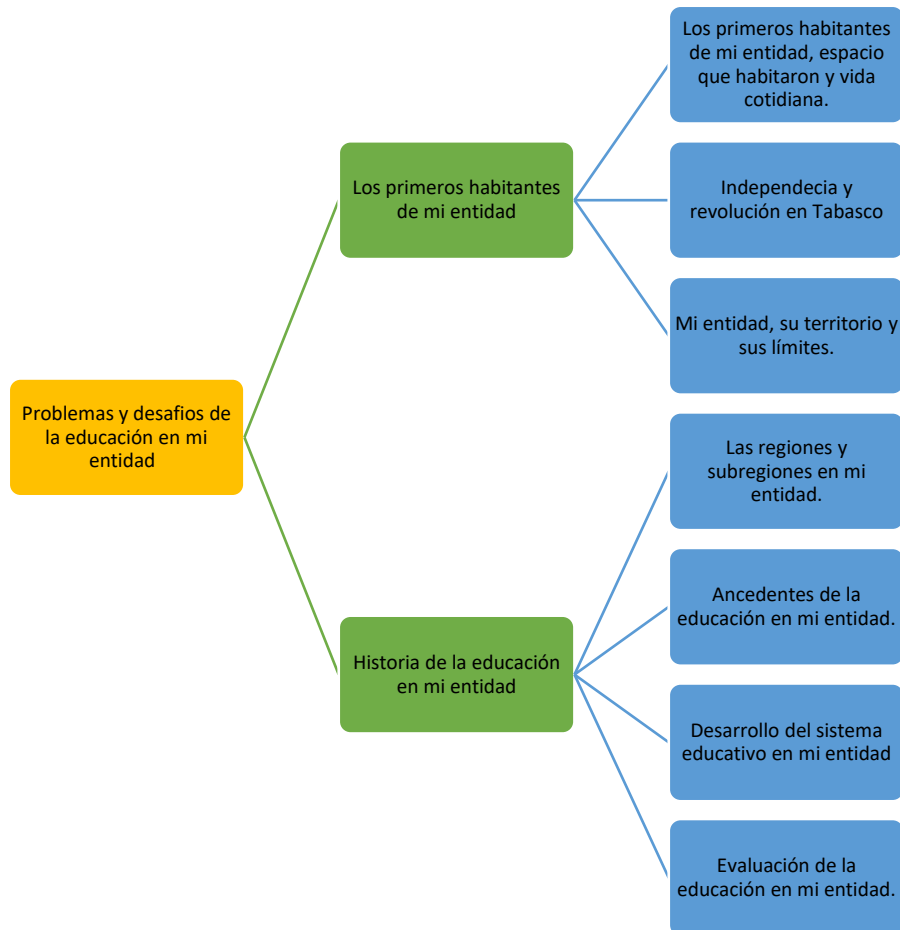 Los primeros habitantes
de mi entidad, espacio
que habitaron y vida
cotidiana.
Los primeros habitantes
de mi entidad
Independecia y
revolución en Tabasco
Mi entidad, su territorio y
sus límites.
Problemas y desafios de
la educación en mi
entidad
Las regiones y
subregiones en mi
entidad.
Ancedentes de la
educación en mi entidad.
Historia de la educación
en mi entidad
Desarrollo del sistema
educativo en mi entidad
Evaluación de la
educación en mi entidad.